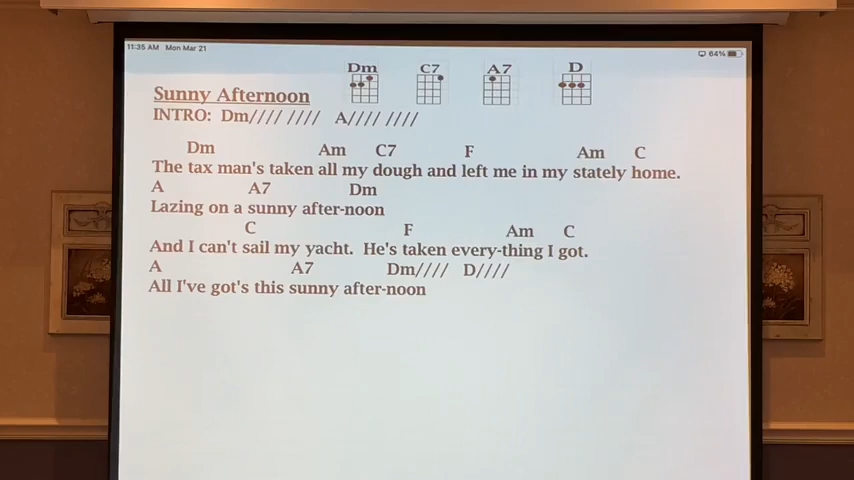 11:35 AM Mon Mar 21
64%
Dm C7 A7 D
Sunny Afternoon
INTRO: Dm//// //// A//// ////
Dm Am C7 F Am C
The tax man's taken all my dough and left me in my stately home.
A A7 Dm
Lazing on a sunny after-noon
C F Am C
And I can't sail my yacht. He's taken every-thing I got.
A A7 Dm//// D////
All I've got's this sunny after-noon